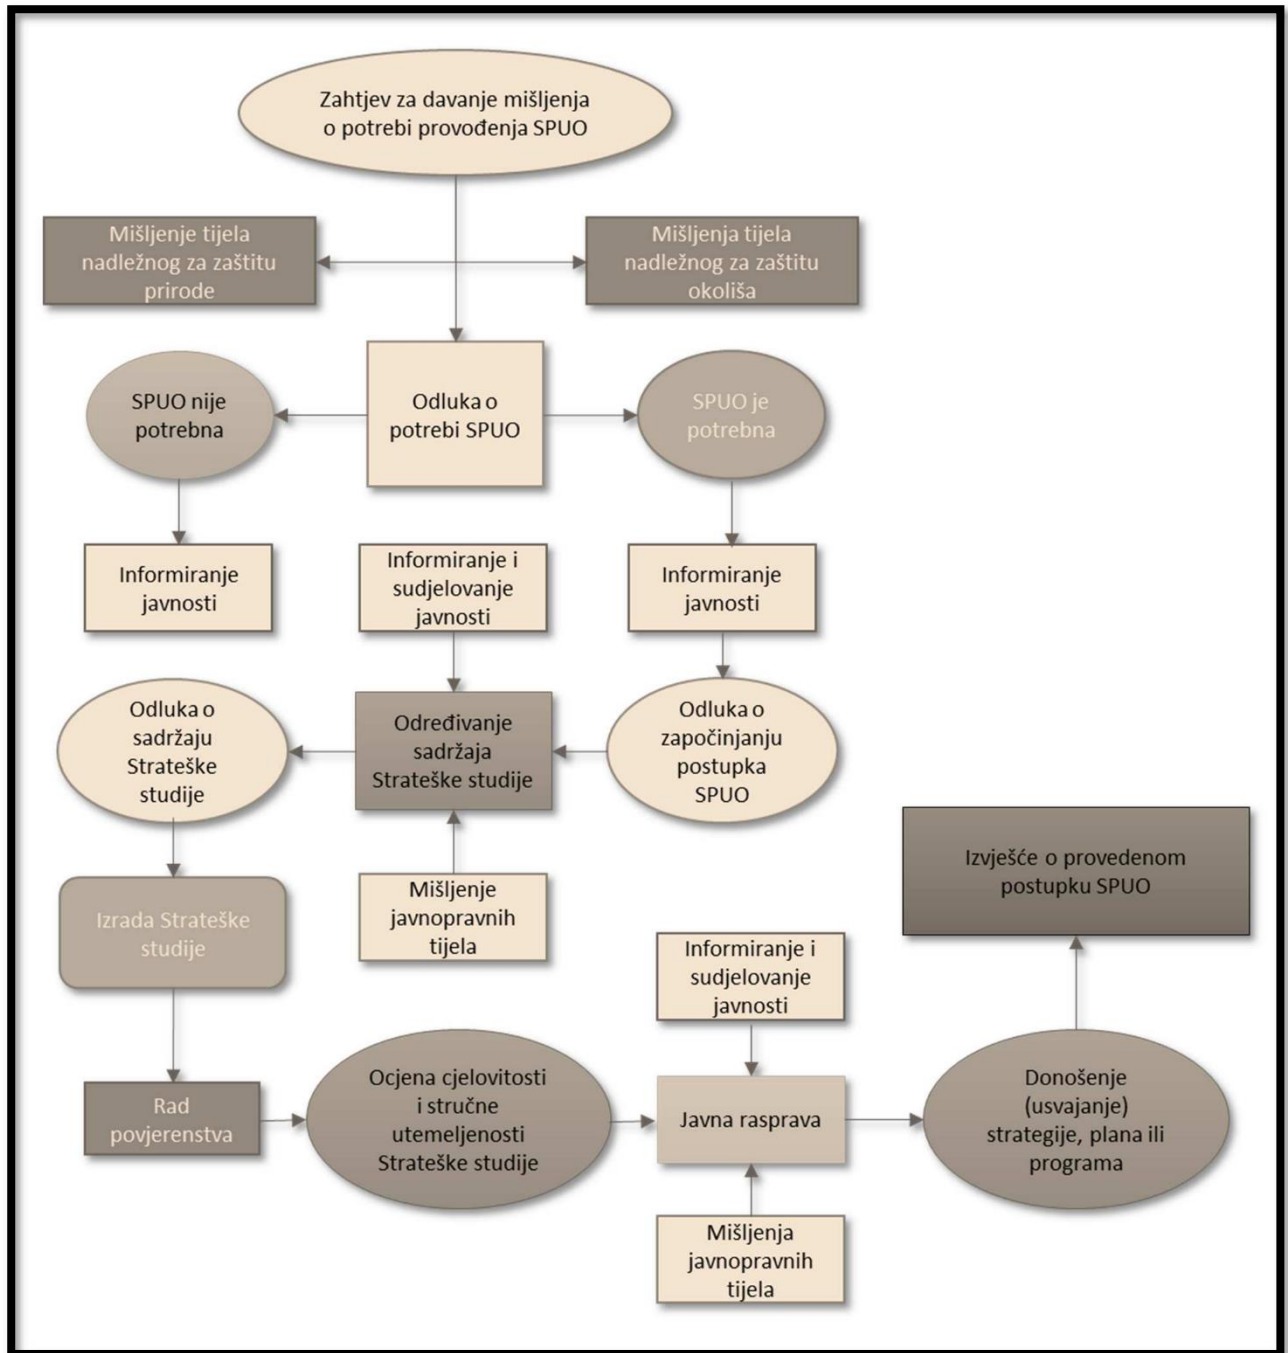 Zahtjev za davanje mišljenja
o potrebi provođenja SPUO
Mišljenje tijela
nadležnog za zaštitu
prirode
Mišljenja tijela
nadležnog za zaštitu
okoliša
SPUO nije
potrebna
Odluka o
potrebi SPUO
SPUO je
potrebna
Informiranje
javnosti
Informiranje i
sudjelovanje
javnosti
Informiranje
javnosti
Odluka o
sadržaju
Strateške
studije
Određivanje
sadržaja
Strateške studije
Odluka o
započinjanju
postupka
SPUO
Izrada Strateške
studije
Mišljenje
javnopravnih
tijela
Izvješće o provedenom
postupku SPUO
Informiranje i
sudjelovanje
javnosti
Rad
povjerenstva
Ocjena cjelovitosti
i stručne
utemeljenosti
Strateške studije
Javna rasprava
Donošenje
(usvajanje)
strategije, plana ili
programa
Mišljenja
javnopravnih
tijela